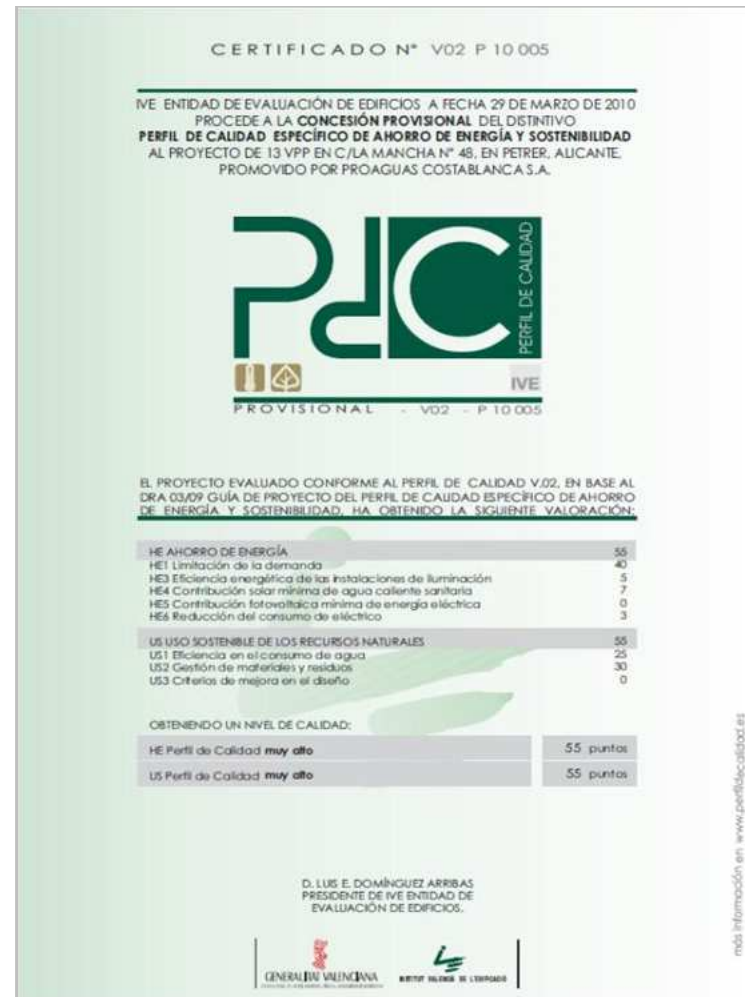 CERTIFICADO Nº V02 P 10 005
IVE ENTIDAD DE EVALUACIÓN DE EDIFICIOS A FECHA 29 DE MARZO DE 2010
PROCEDE A LA CONCESIÓN PROVISIONAL DEL DISTINTIVO
PERFIL DE CALIDAD ESPECÍFICO DE AHORRO DE ENERGÍA Y SOSTENIBILIDAD
AL PROYECTO DE 13 VPP EN C/LA MANCHA Nº 48, EN PETRER, ALICANTE,
PROMOVIDO POR PROAGUAS COSTABLANCA S.A.
PdC
PERFIL DE CALIDAD
IVE
PROVISIONAL - V02 - P 10 005
EL PROYECTO EVALUADO CONFORME AL PERFIL DE CALIDAD V.02, EN BASE AL
DRA 03/09 GUÍA DE PROYECTO DEL PERFIL DE CALIDAD ESPECÍFICO DE AHORRO
DE ENERGÍA Y SOSTENIBILIDAD, HA OBTENIDO LA SIGUIENTE VALORACIÓN:
HE AHORRO DE ENERGÍA 55
HE1 Limitación de la demanda 40
HE3 Eficiencia energética de las instalaciones de iluminación 5
HE4 Contribución solar mínima de agua caliente sanitaria 7
HE5 Contribución fotovoltaica mínima de energía eléctrica 0
HE6 Reducción del consumo de eléctrico 3
US USO SOSTENIBLE DE LOS RECURSOS NATURALES 55
US1 Eficiencia en el consumo de agua 25
US2 Gestión de materiales y residuos 30
US3 Criterios de mejora en el diseño 0
OBTENIENDO UN NIVEL DE CALIDAD:
HE Perfil de Calidad muy alto 55 puntos
US Perfil de Calidad muy alto 55 puntos
D. LUIS E. DOMÍNGUEZ ARRIBAS
PRESIDENTE DE IVE ENTIDAD DE
EVALUACIÓN DE EDIFICIOS.
GENERALITAT VALENCIANA
INSTITUT VALENCIÀ DE L'EDIFICACIÓ
más información en www.perfildecalidad.es